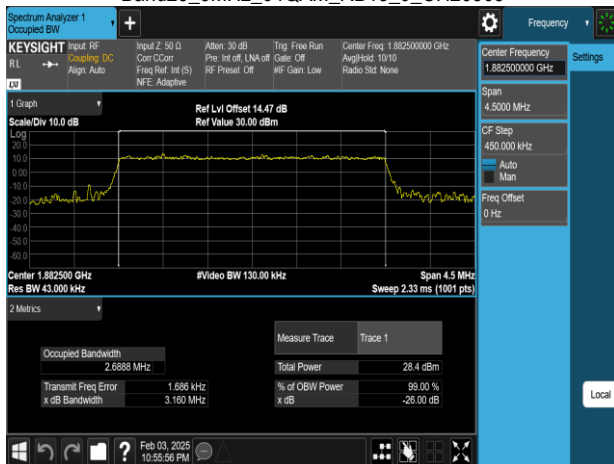 Spectrum Analyzer 1
Occupied BW
Frequency
KEYSIGHT
RL
Input: RF
Coupling: DC
Align: Auto
Input Z: 50 Ω
Corr CCorr
Freq Ref: Int (S)
NFE: Adaptive
Atten: 30 dB
Pre: Int off, LNA off
RF Presel: Off
Trig: Free Run
Gate: Off
#IF Gain: Low
Center Freq: 1.882500000 GHz
Avg|Hold: 10/10
Radio Std: None
LXI
Center Frequency
1.882500000 GHz
Settings
Span
4.5000 MHz
CF Step
450.000 kHz
Auto
Man
Freq Offset
0 Hz
Local
1 Graph
Scale/Div 10.0 dB
Ref Lvl Offset 14.47 dB
Ref Value 30.00 dBm
Log
20.0
10.0
0.00
-10.0
-20.0
-30.0
-40.0
-50.0
-60.0
Center 1.882500 GHz
Res BW 43.000 kHz
#Video BW 130.00 kHz
Span 4.5 MHz
Sweep 2.33 ms (1001 pts)
2 Metrics
Measure Trace
Trace 1
Occupied Bandwidth
2.6888 MHz
Total Power
28.4 dBm
Transmit Freq Error
1.686 kHz
% of OBW Power
99.00 %
x dB Bandwidth
3.160 MHz
x dB
-26.00 dB
?
Feb 03, 2025
10:55:56 PM